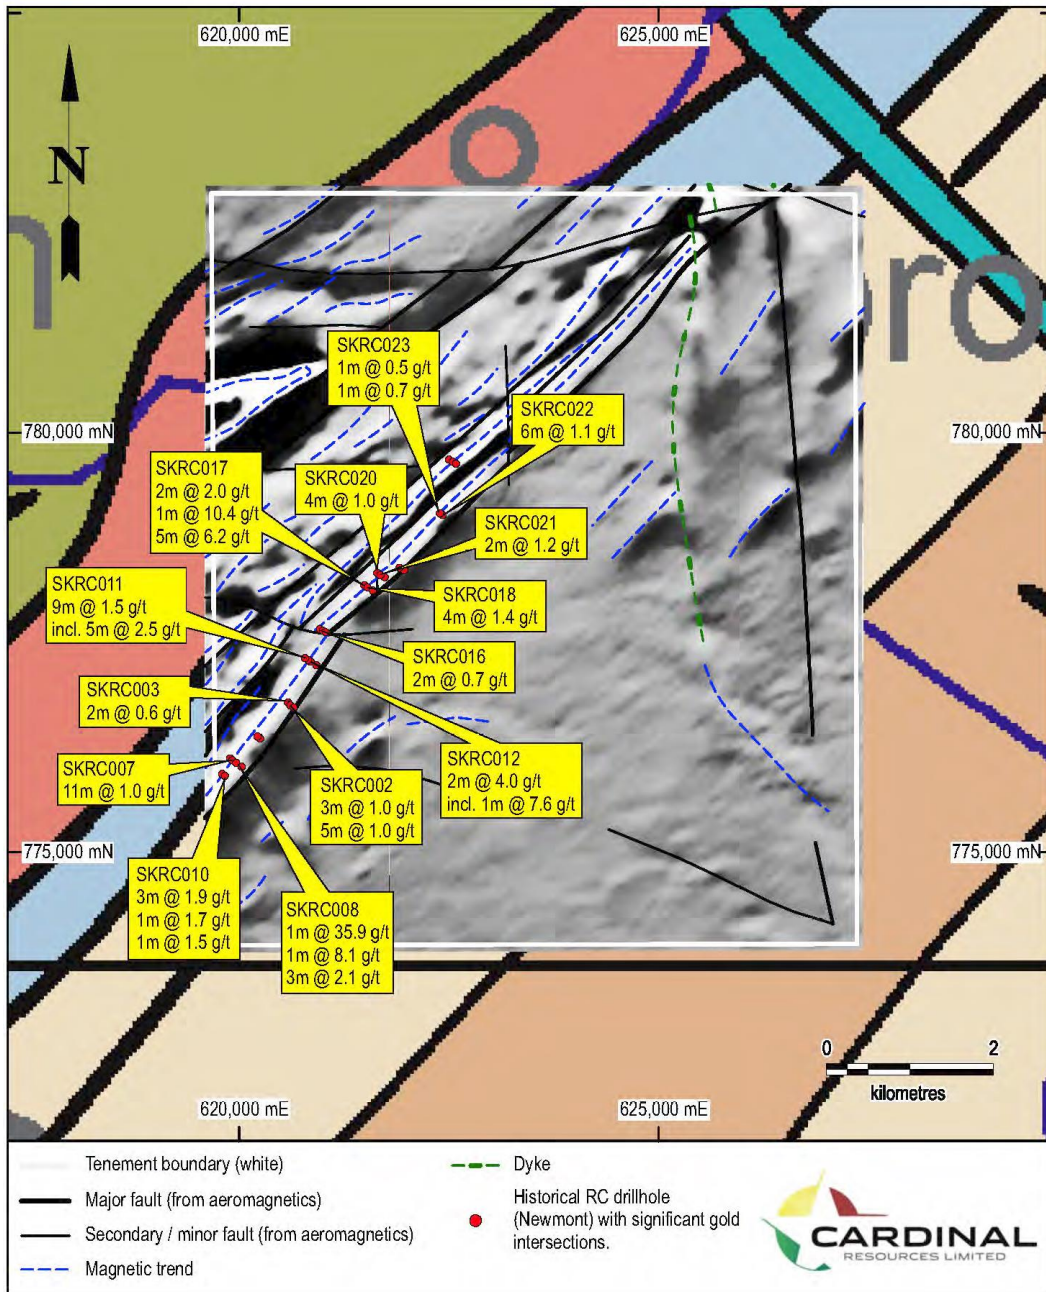 620,000 mE
625,000 mE
N
o
n
oro
SKRC023
1m @ 0.5 g/t
1m @ 0.7 g/t
780,000 mN
780,000 mN
SKRC022
6m @ 1.1 g/t
SKRC017
2m @ 2.0 g/t
1m @ 10.4 g/t
5m @ 6.2 g/t
SKRC020
4m @ 1.0 g/t
SKRC021
2m @ 1.2 g/t
SKRC011
9m @ 1.5 g/t
incl. 5m @ 2.5 g/t
SKRC018
4m @ 1.4 g/t
SKRC016
2m @ 0.7 g/t
SKRC003
2m @ 0.6 g/t
SKRC007
11m @ 1.0 g/t
SKRC002
3m @ 1.0 g/t
5m @ 1.0 g/t
SKRC012
2m @ 4.0 g/t
incl. 1m @ 7.6 g/t
775,000 mN
775,000 mN
SKRC010
3m @ 1.9 g/t
1m @ 1.7 g/t
1m @ 1.5 g/t
SKRC008
1m @ 35.9 g/t
1m @ 8.1 g/t
3m @ 2.1 g/t
0 2
kilometres
620,000 mE
625,000 mE
Tenement boundary (white)
Major fault (from aeromagnetics)
Secondary / minor fault (from aeromagnetics)
Magnetic trend
Dyke
Historical RC drillhole
(Newmont) with significant gold
intersections.
CARDINAL
RESOURCES LIMITED